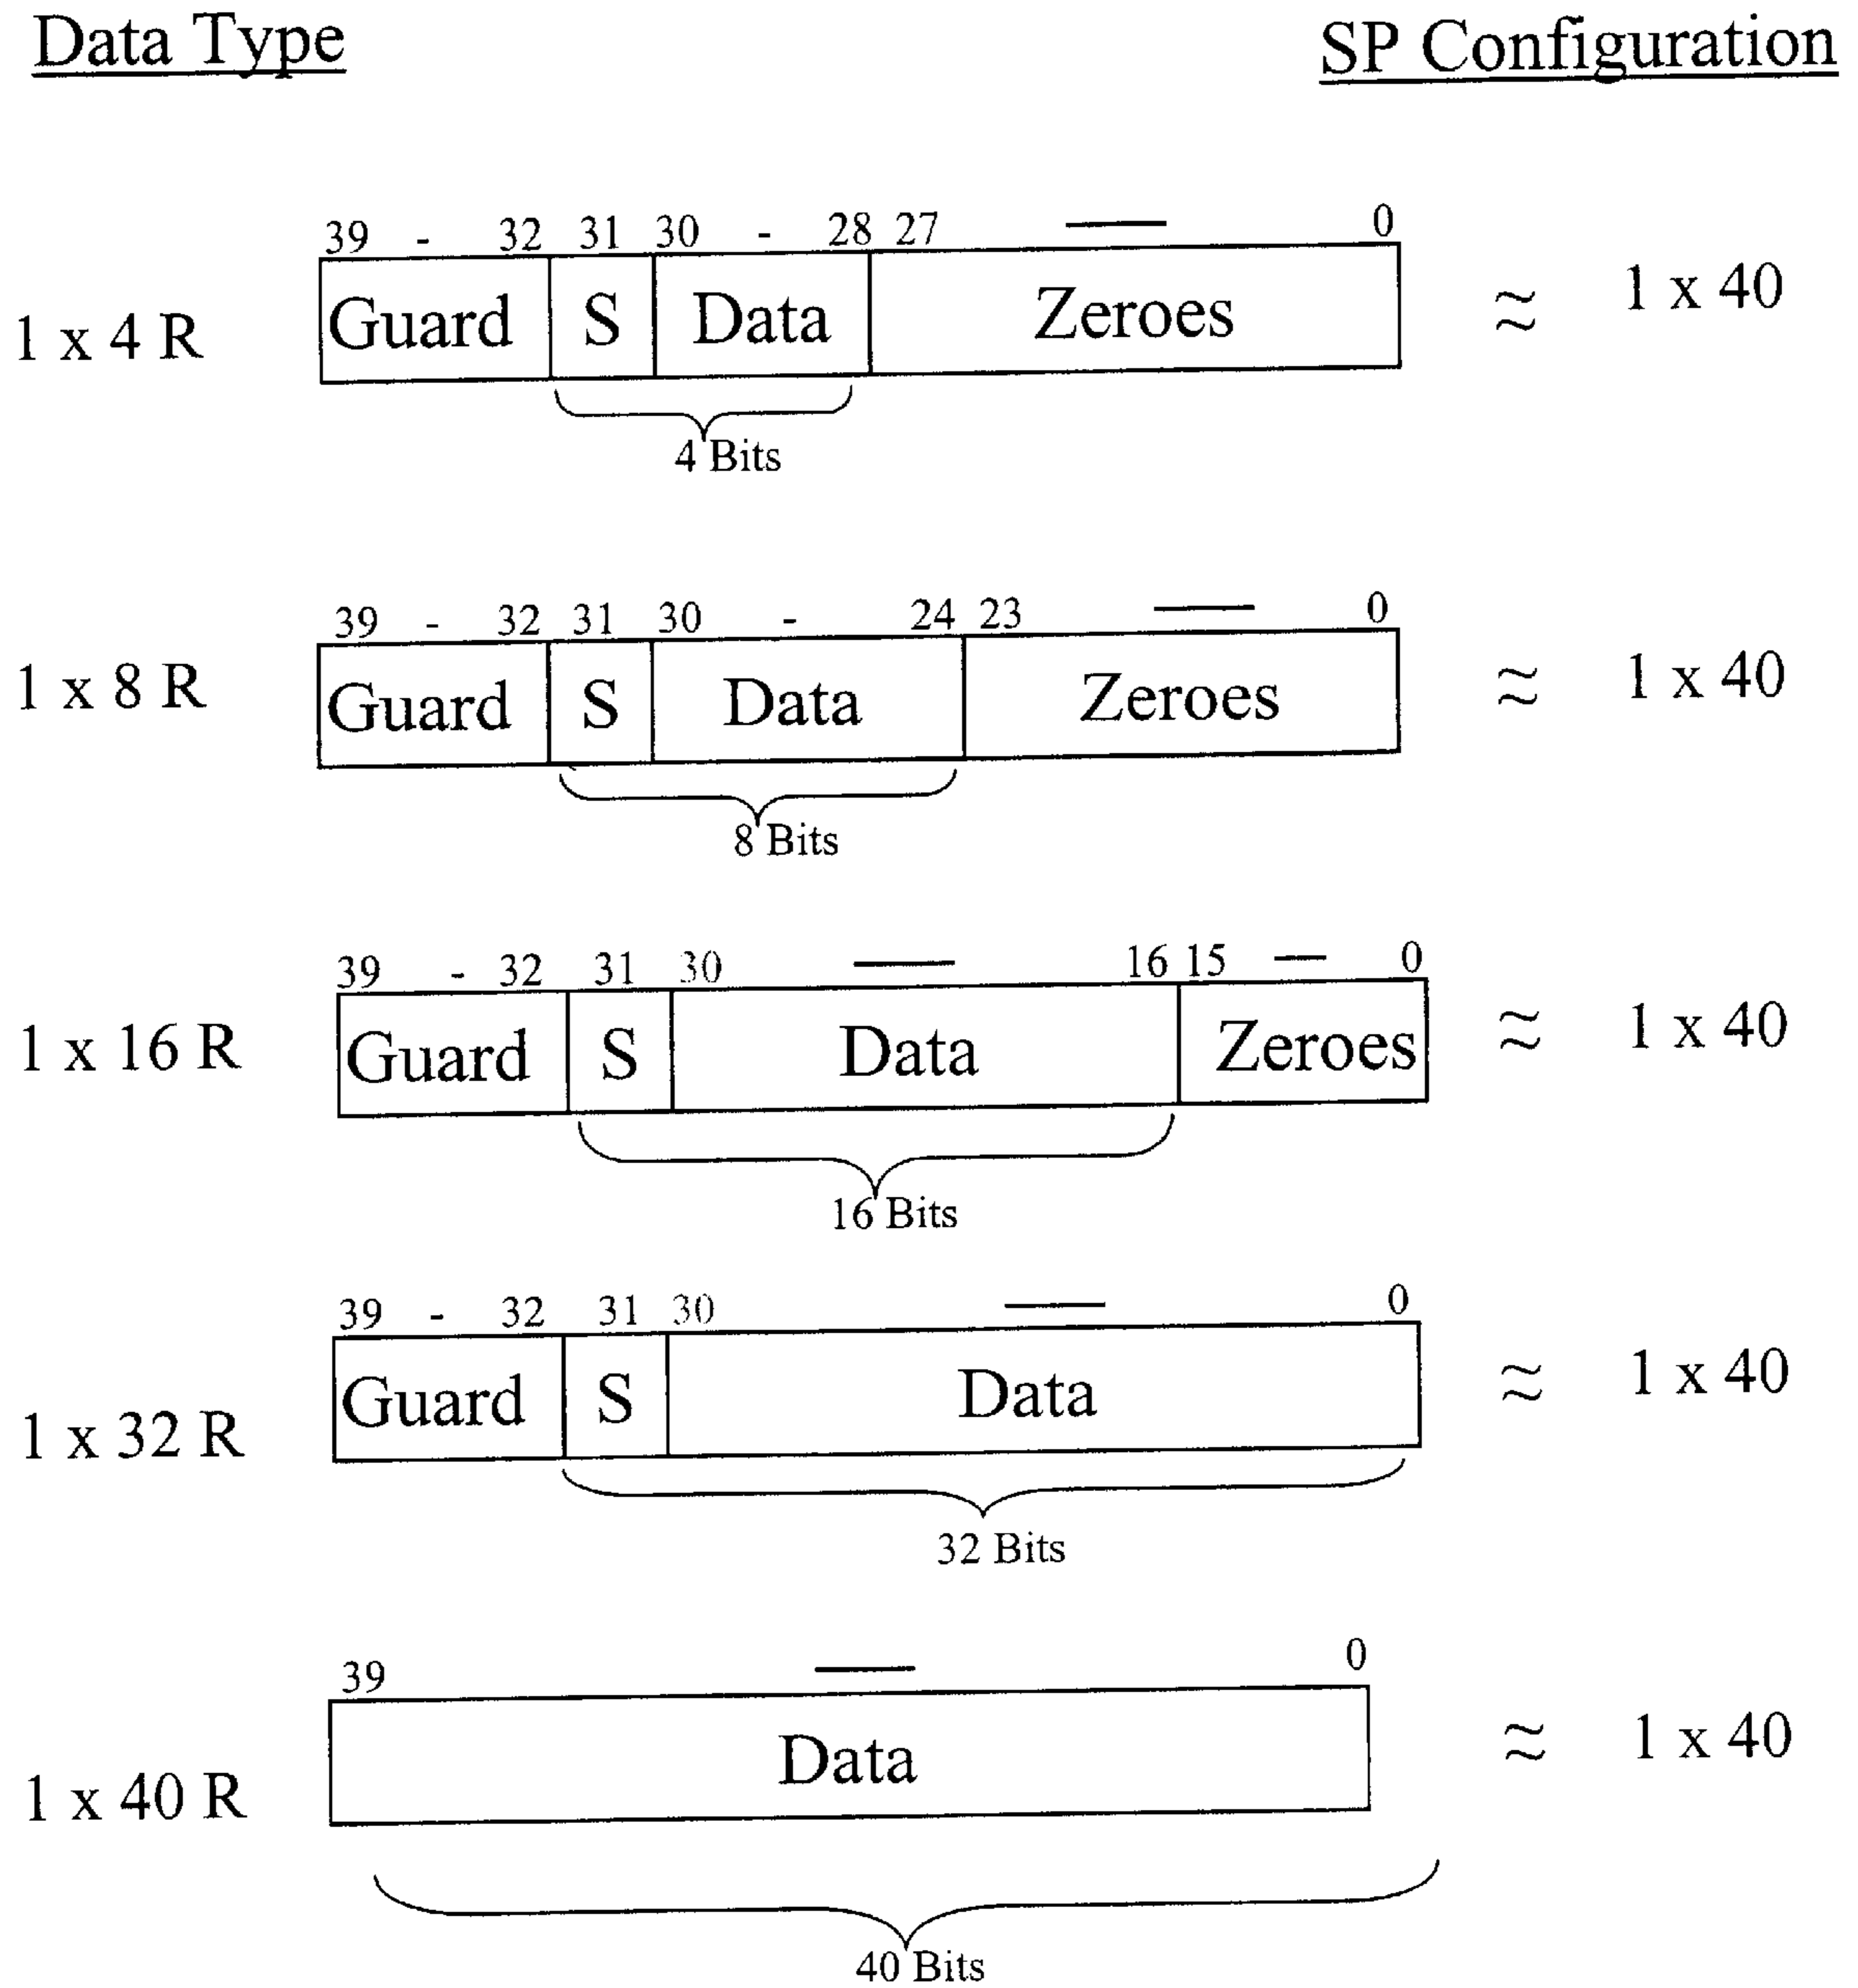 Data Type SP Configuration
39 - 32 31 30 - 28 27 — 0
1 x 4 R Guard S Data Zeroes ≈ 1 x 40
4 Bits
39 - 32 31 30 - 24 23 — 0
1 x 8 R Guard S Data Zeroes ≈ 1 x 40
8 Bits
39 - 32 31 30 — 16 15 — 0
1 x 16 R Guard S Data Zeroes ≈ 1 x 40
16 Bits
39 - 32 31 30 — 0
1 x 32 R Guard S Data ≈ 1 x 40
32 Bits
39 — 0
1 x 40 R Data ≈ 1 x 40
40 Bits